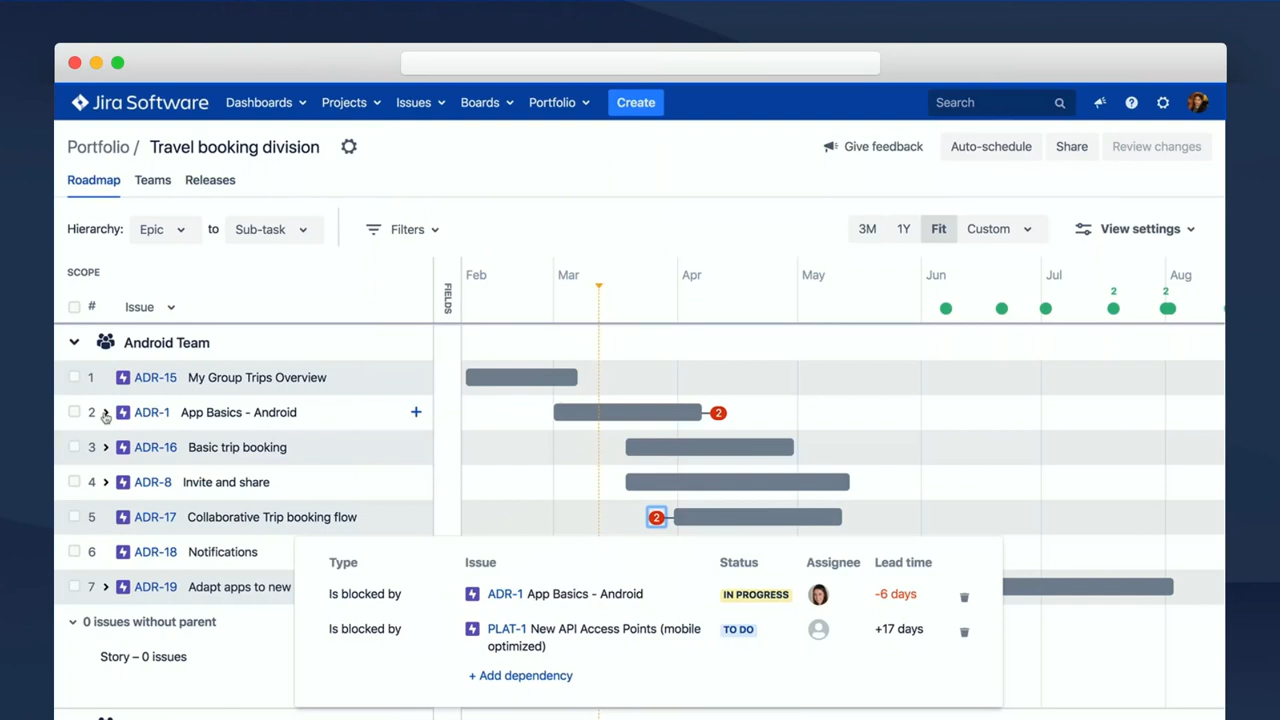 Jira Software Dashboards Projects Issues Boards Portfolio Create Search
Portfolio / Travel booking division Give feedback Auto-schedule Share Review changes
Roadmap Teams Releases
Hierarchy: Epic to Sub-task Filters 3M 1Y Fit Custom View settings
SCOPE
FIELDS
Feb Mar Apr May Jun Jul Aug
2 2
# Issue
Android Team
1 ADR-15 My Group Trips Overview
2 ADR-1 App Basics - Android + 2
3 ADR-16 Basic trip booking
4 ADR-8 Invite and share
5 ADR-17 Collaborative Trip booking flow 2
6 ADR-18 Notifications
7 ADR-19 Adapt apps to new
0 issues without parent
Story – 0 issues
Type Issue Status Assignee Lead time
Is blocked by ADR-1 App Basics - Android IN PROGRESS -6 days
Is blocked by PLAT-1 New API Access Points (mobile TO DO +17 days
optimized)
+ Add dependency